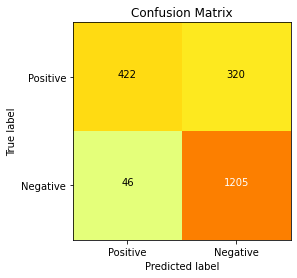 Confusion Matrix
Positive
422
320
True label
Negative
46
1205
Positive
Negative
Predicted label